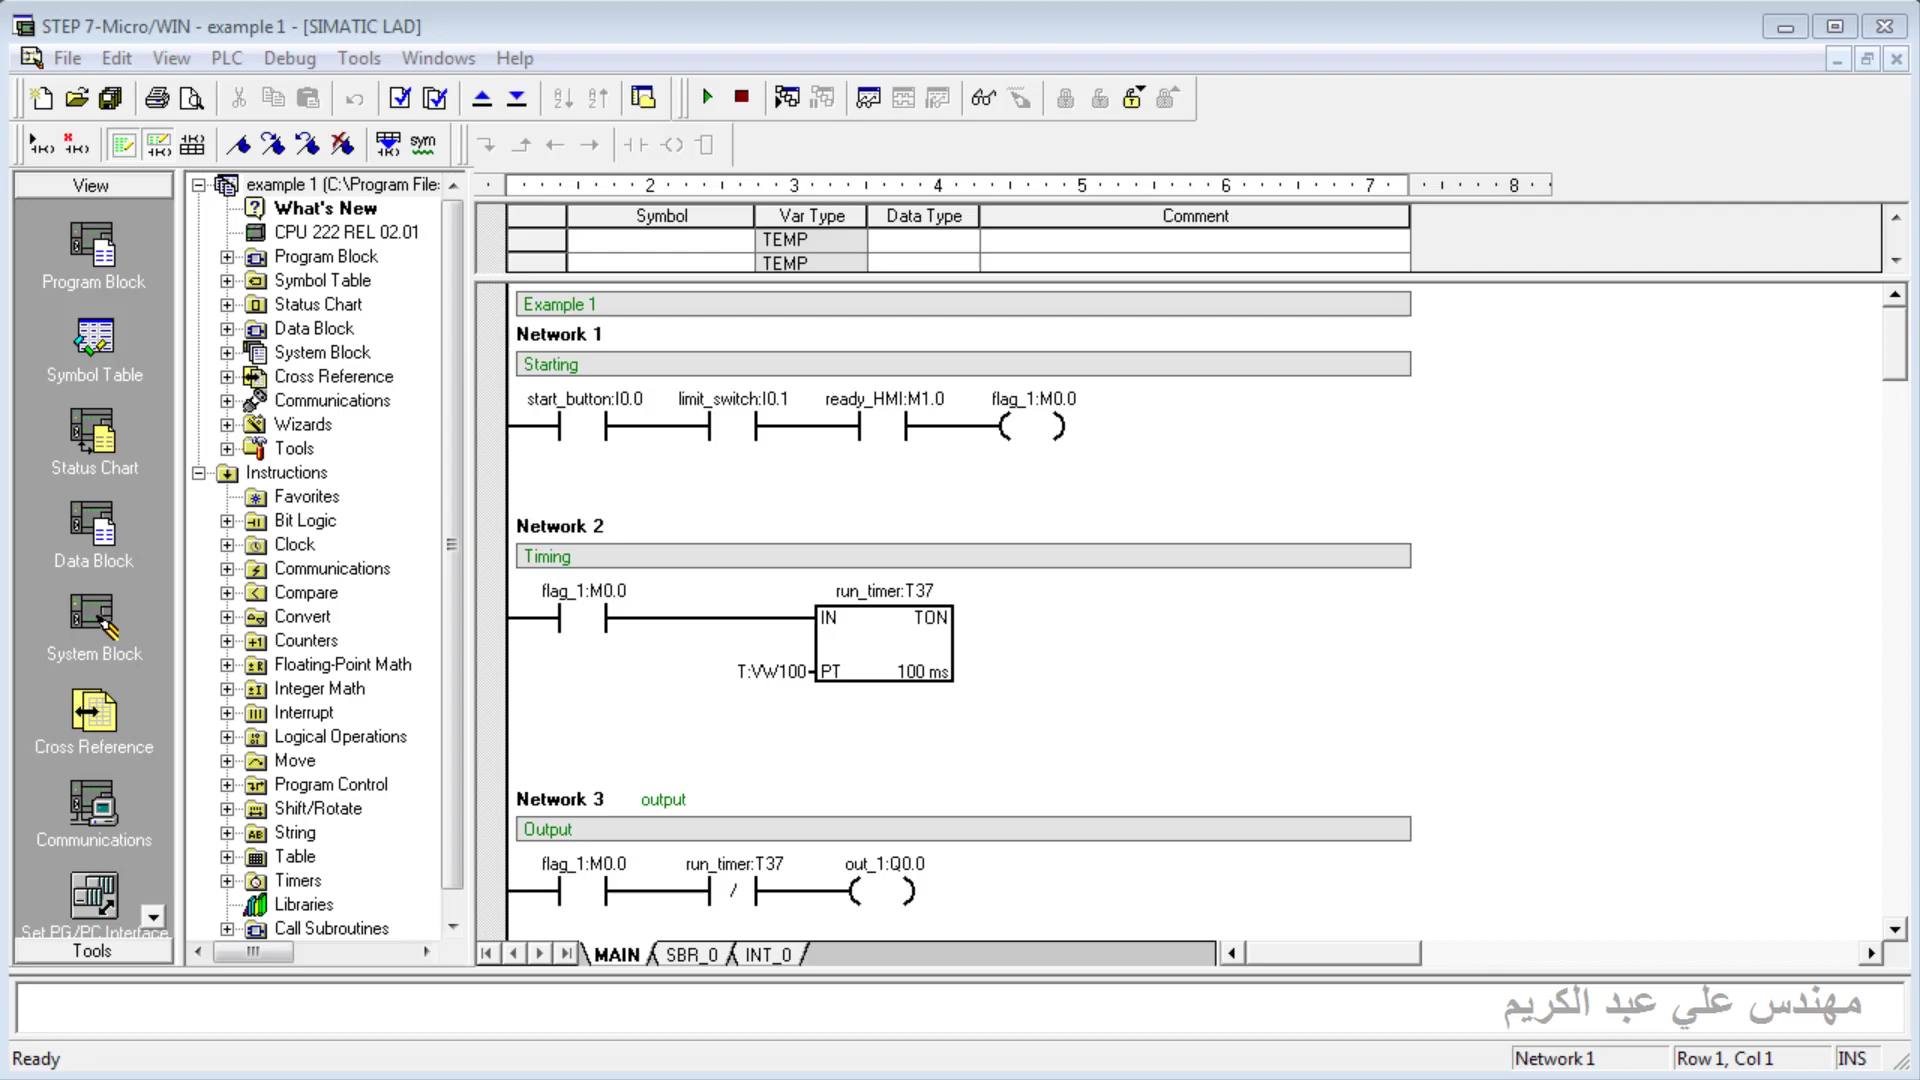 STEP 7-Micro/WIN - example 1 - [SIMATIC LAD]
File Edit View PLC Debug Tools Windows Help
sym
View
Program Block
Symbol Table
Status Chart
Data Block
System Block
Cross Reference
Communications
Set PG/PC Interface
Tools
example 1 (C:\Program File:
What's New
CPU 222 REL 02.01
Program Block
Symbol Table
Status Chart
Data Block
System Block
Cross Reference
Communications
Wizards
Tools
Instructions
Favorites
Bit Logic
Clock
Communications
Compare
Convert
Counters
Floating-Point Math
Integer Math
Interrupt
Logical Operations
Move
Program Control
Shift/Rotate
String
Table
Timers
Libraries
Call Subroutines
2 3 4 5 6 7 8
Symbol Var Type Data Type Comment
TEMP
TEMP
Example 1
Network 1
Starting
start_button:I0.0 limit_switch:I0.1 ready_HMI:M1.0 flag_1:M0.0
Network 2
Timing
flag_1:M0.0 run_timer:T37
IN TON
T:VW100 PT 100 ms
Network 3 output
Output
flag_1:M0.0 run_timer:T37 out_1:Q0.0
/
MAIN SBR_0 INT_0
مهندس علي عبد الكريم
Ready Network 1 Row 1, Col 1 INS